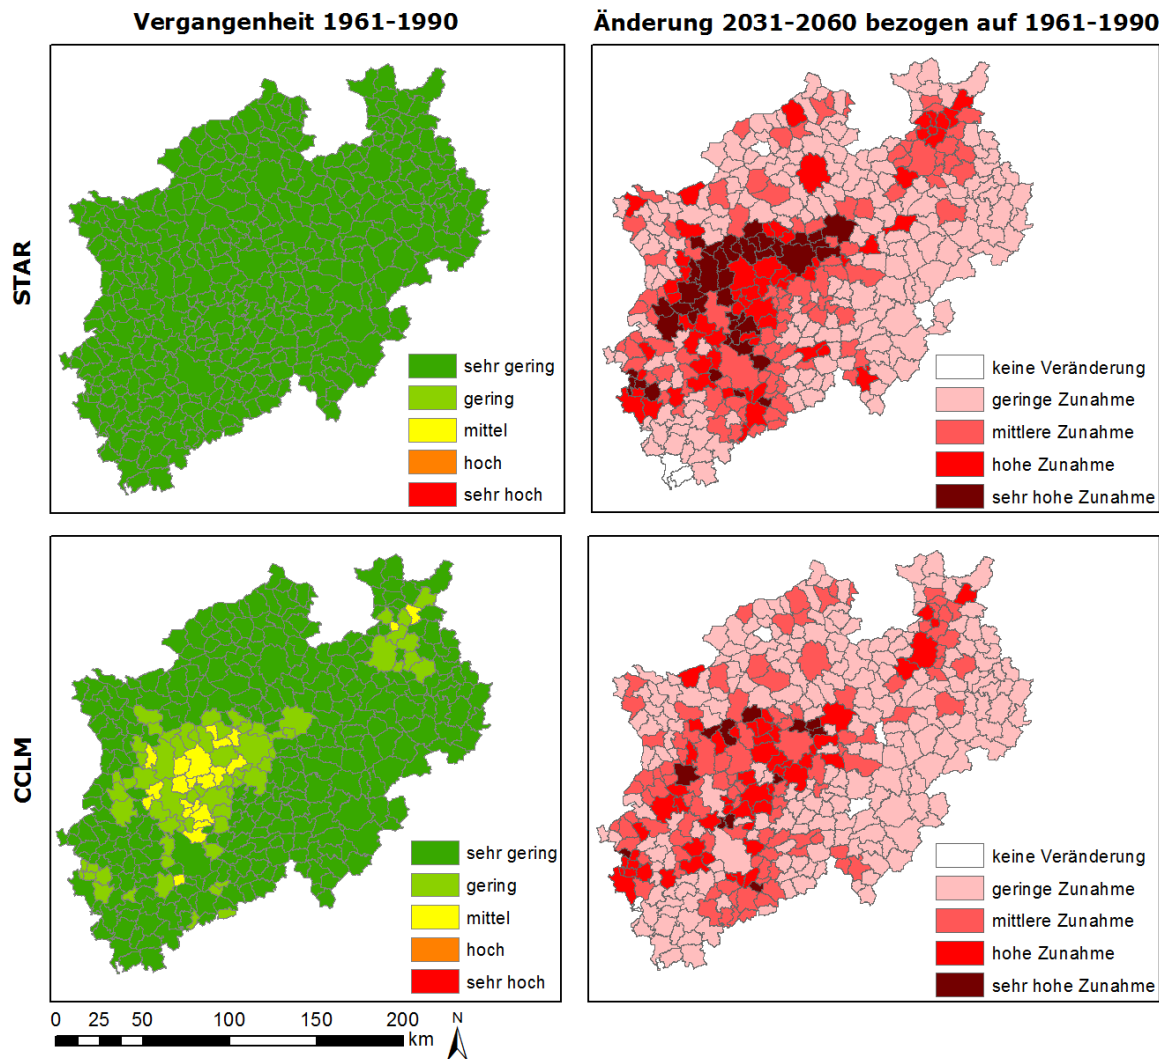 Vergangenheit 1961-1990
Änderung 2031-2060 bezogen auf 1961-1990
STAR
sehr gering
gering
mittel
hoch
sehr hoch
keine Veränderung
geringe Zunahme
mittlere Zunahme
hohe Zunahme
sehr hohe Zunahme
CCLM
sehr gering
gering
mittel
hoch
sehr hoch
keine Veränderung
geringe Zunahme
mittlere Zunahme
hohe Zunahme
sehr hohe Zunahme
0 25 50 100 150 200
km
N